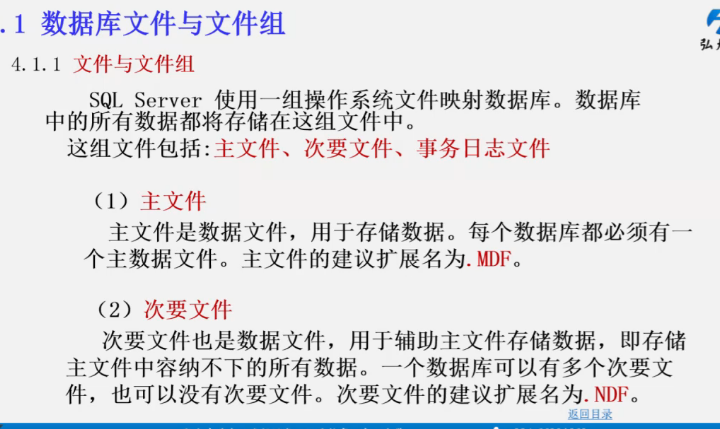 .1 数据库文件与文件组
4.1.1 文件与文件组
SQL Server 使用一组操作系统文件映射数据库。数据库
中的所有数据都将存储在这组文件中。
这组文件包括:主文件、次要文件、事务日志文件
（1）主文件
主文件是数据文件，用于存储数据。每个数据库都必须有一
个主数据文件。主文件的建议扩展名为.MDF。
（2）次要文件
次要文件也是数据文件，用于辅助主文件存储数据，即存储
主文件中容纳不下的所有数据。一个数据库可以有多个次要文
件，也可以没有次要文件。次要文件的建议扩展名为.NDF。
返回目录